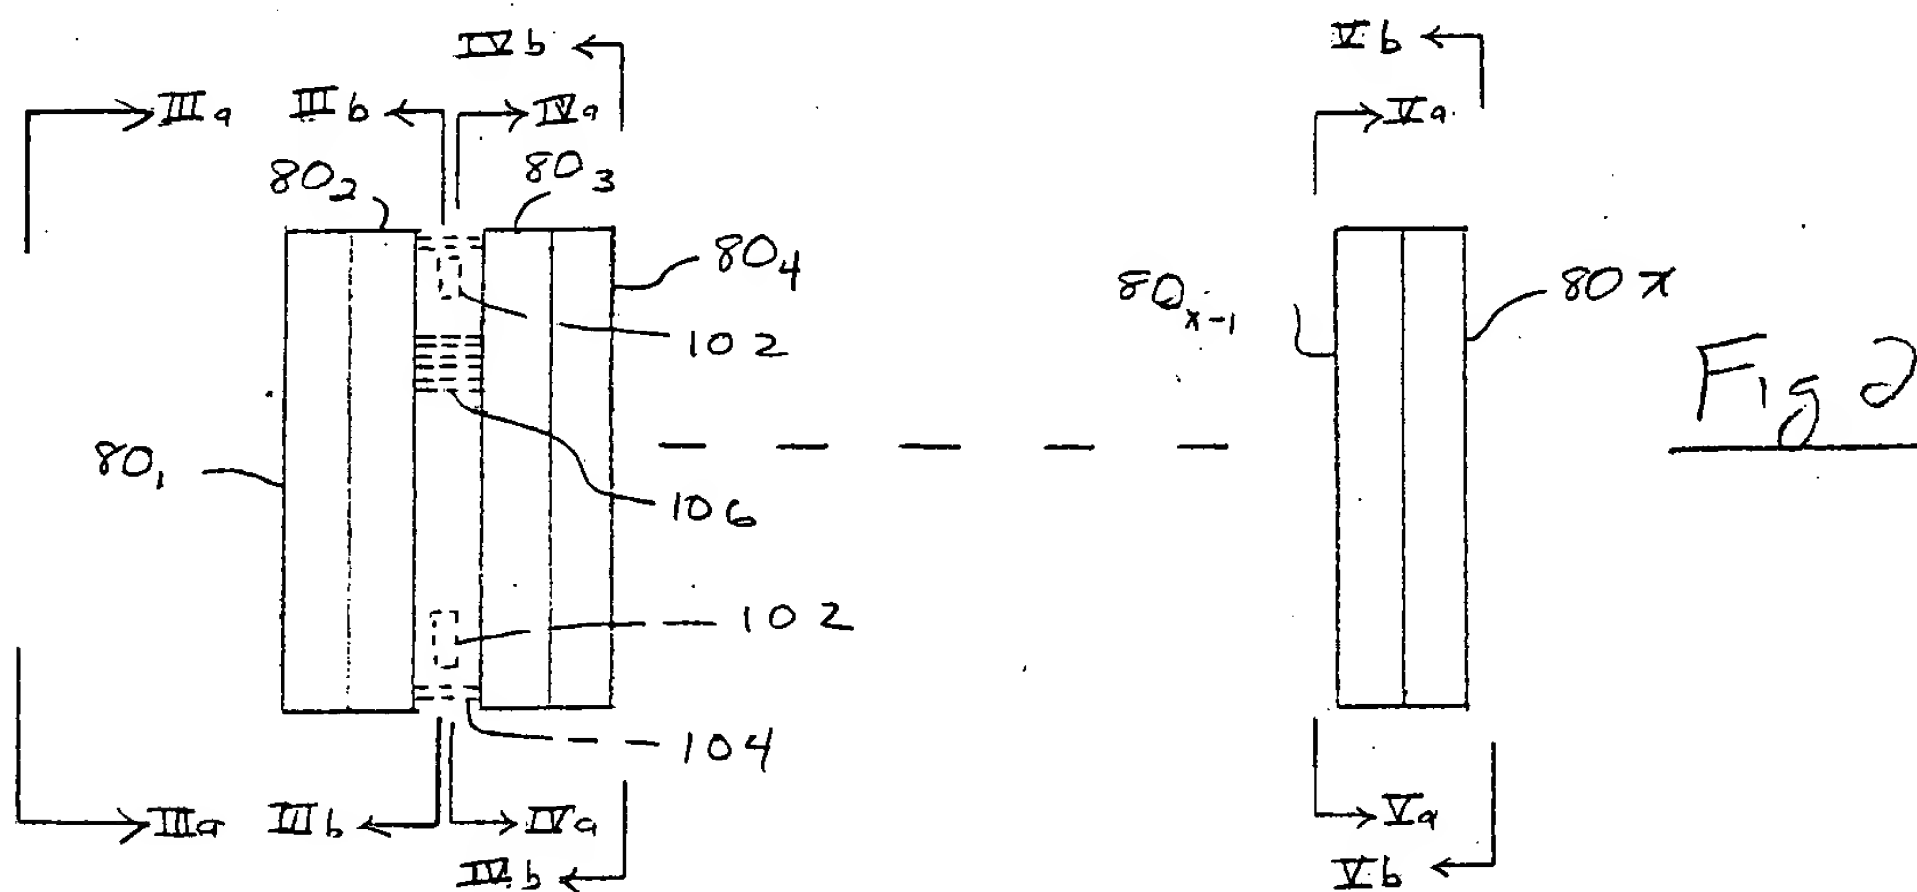 IVb Vb
IIIa IIIb IVa Va
80₂ 80₃
80₄ 80ₓ₋₁ 80x
102
Fig 2
80₁
106
102
104
IIIa IIIb IVa Va
IVb Vb